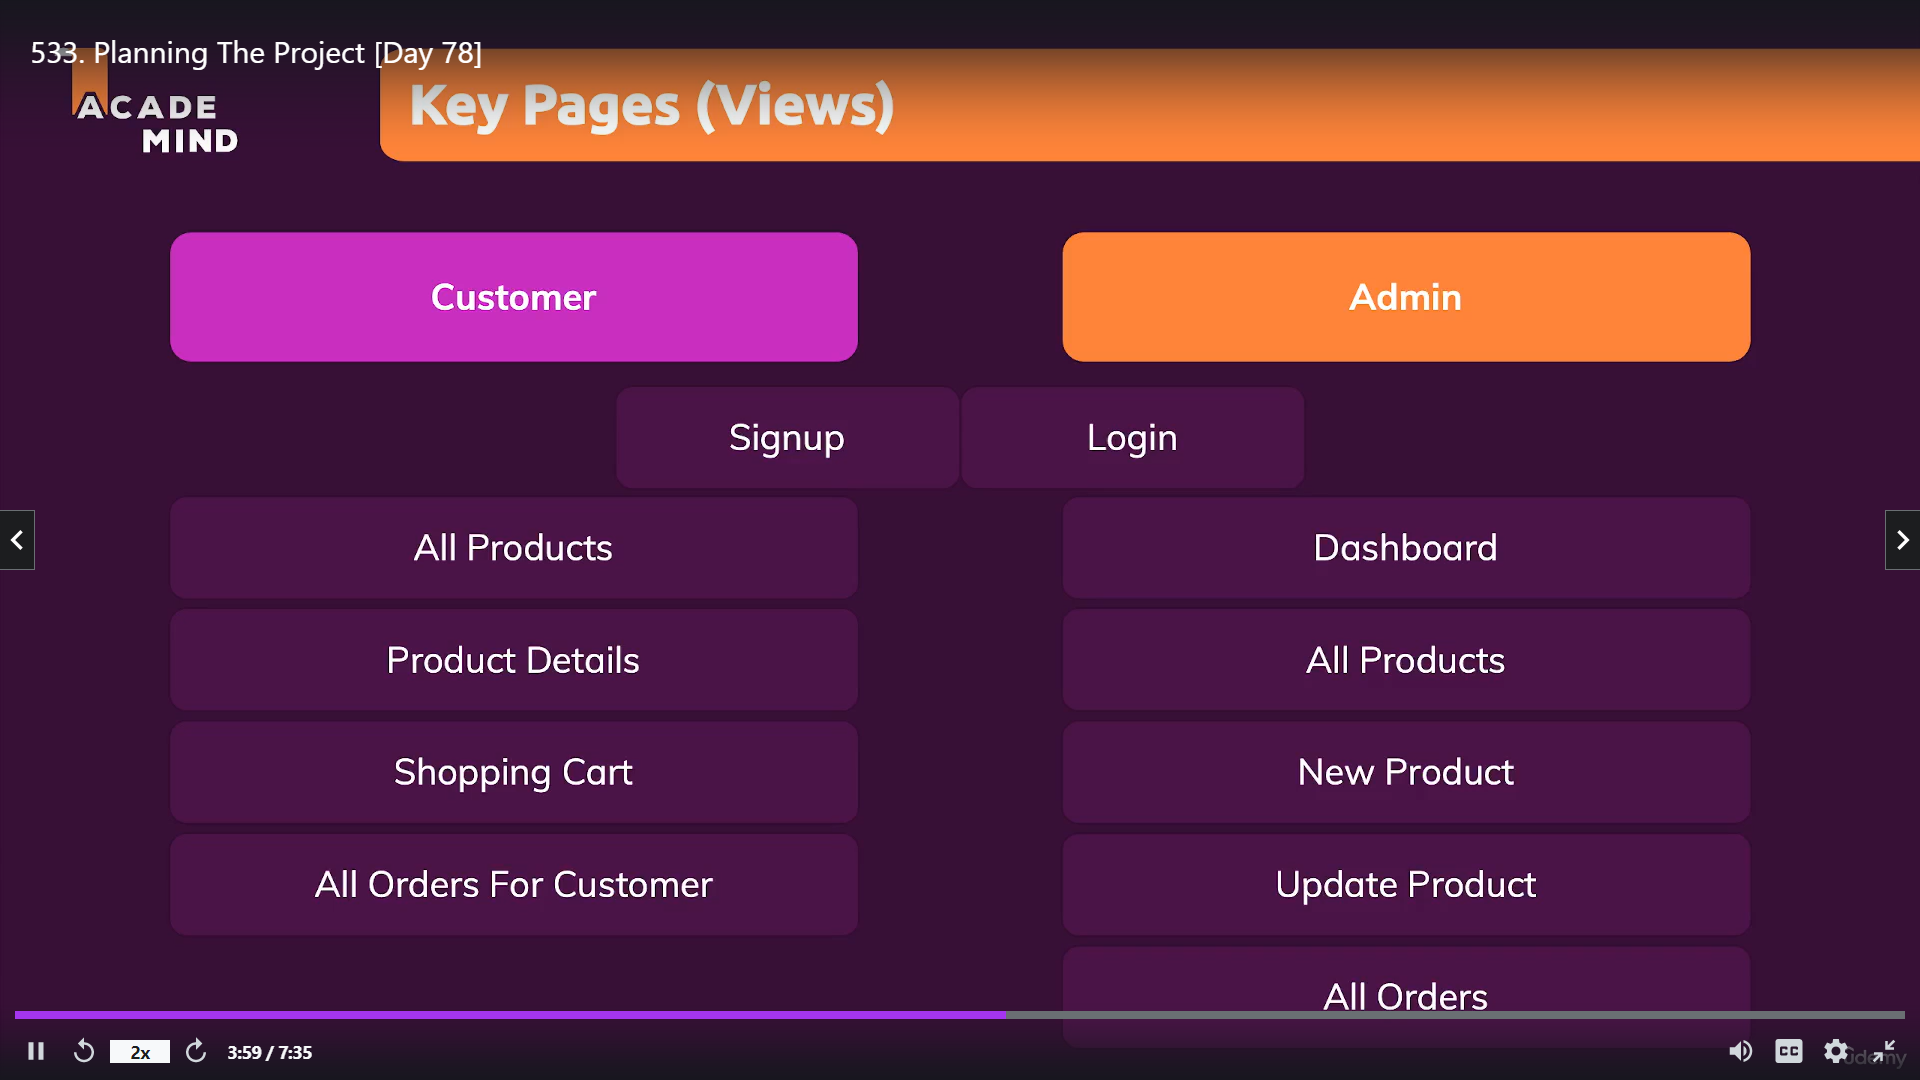 533. Planning The Project [Day 78]
ACADE
MIND
Key Pages (Views)
Customer
Admin
Signup
Login
All Products
Dashboard
Product Details
All Products
Shopping Cart
New Product
All Orders For Customer
Update Product
All Orders
2x
3:59 / 7:35
CC
udemy